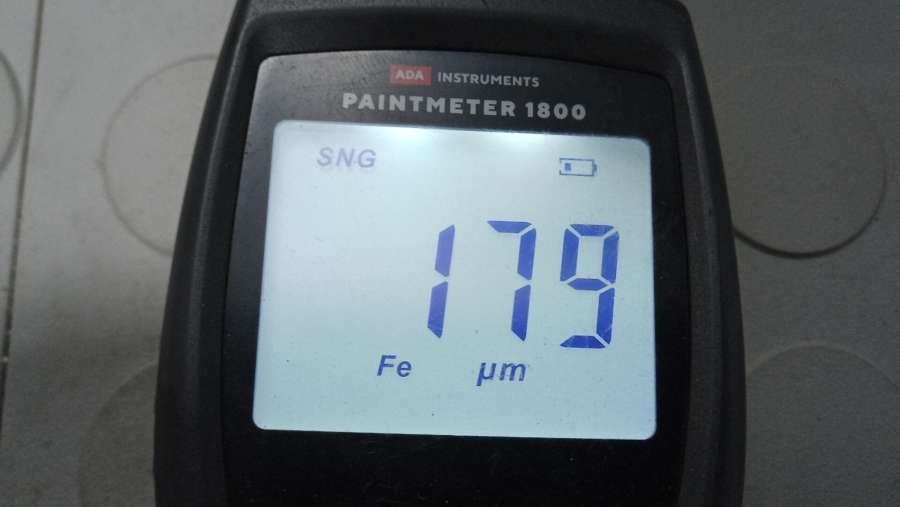 ADA INSTRUMENTS
PAINTMETER 1800
SNG
179
Fe μm